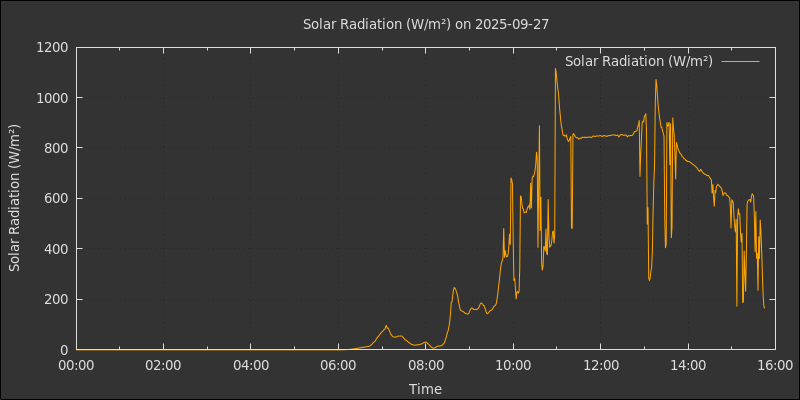 Solar Radiation (W/m²) on 2025-09-27
Solar Radiation (W/m²)
Solar Radiation (W/m²)
1200
1000
800
600
400
200
0
00:00 02:00 04:00 06:00 08:00 10:00 12:00 14:00 16:00
Time